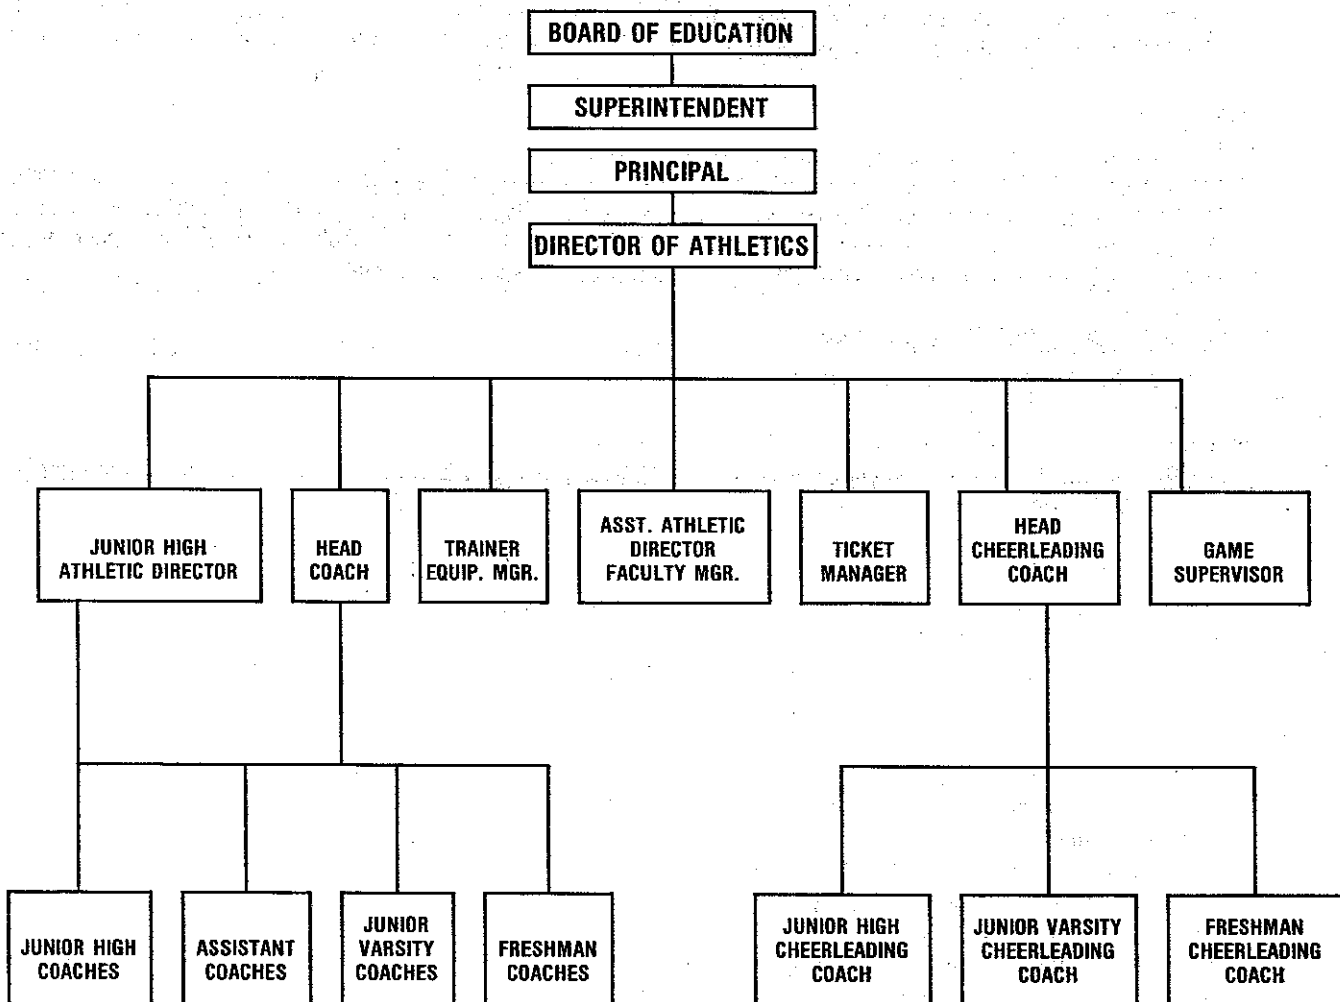 BOARD OF EDUCATION
SUPERINTENDENT
PRINCIPAL
DIRECTOR OF ATHLETICS
JUNIOR HIGH
ATHLETIC DIRECTOR
HEAD
COACH
TRAINER
EQUIP. MGR.
ASST. ATHLETIC
DIRECTOR
FACULTY MGR.
TICKET
MANAGER
HEAD
CHEERLEADING
COACH
GAME
SUPERVISOR
JUNIOR HIGH
COACHES
ASSISTANT
COACHES
JUNIOR
VARSITY
COACHES
FRESHMAN
COACHES
JUNIOR HIGH
CHEERLEADING
COACH
JUNIOR VARSITY
CHEERLEADING
COACH
FRESHMAN
CHEERLEADING
COACH